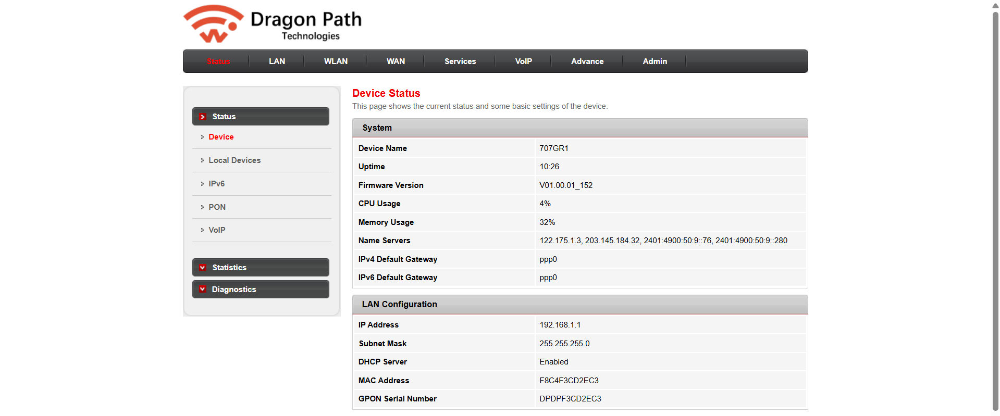 Dragon Path
Technologies
Status LAN WLAN WAN Services VoIP Advance Admin
Status
Device
Local Devices
IPv6
PON
VoIP
Statistics
Diagnostics
Device Status
This page shows the current status and some basic settings of the device.
System
Device Name 707GR1
Uptime 10:26
Firmware Version V01.00.01_152
CPU Usage 4%
Memory Usage 32%
Name Servers 122.175.1.3, 203.145.184.32, 2401:4900:50:9::76, 2401:4900:50:9::280
IPv4 Default Gateway ppp0
IPv6 Default Gateway ppp0
LAN Configuration
IP Address 192.168.1.1
Subnet Mask 255.255.255.0
DHCP Server Enabled
MAC Address F8C4F3CD2EC3
GPON Serial Number DPDPF3CD2EC3